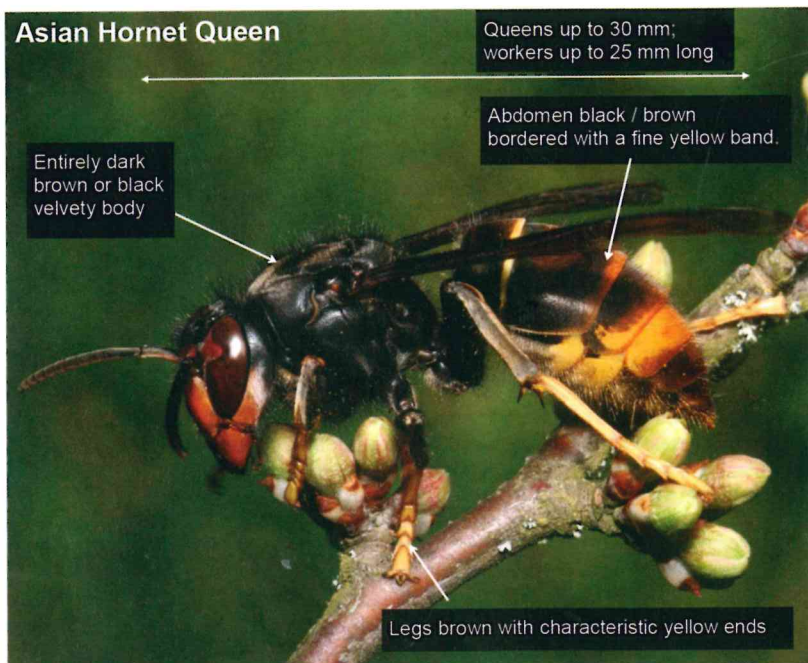 Asian Hornet Queen
Queens up to 30 mm;
workers up to 25 mm long
Abdomen black / brown
bordered with a fine yellow band.
Entirely dark
brown or black
velvety body
Legs brown with characteristic yellow ends